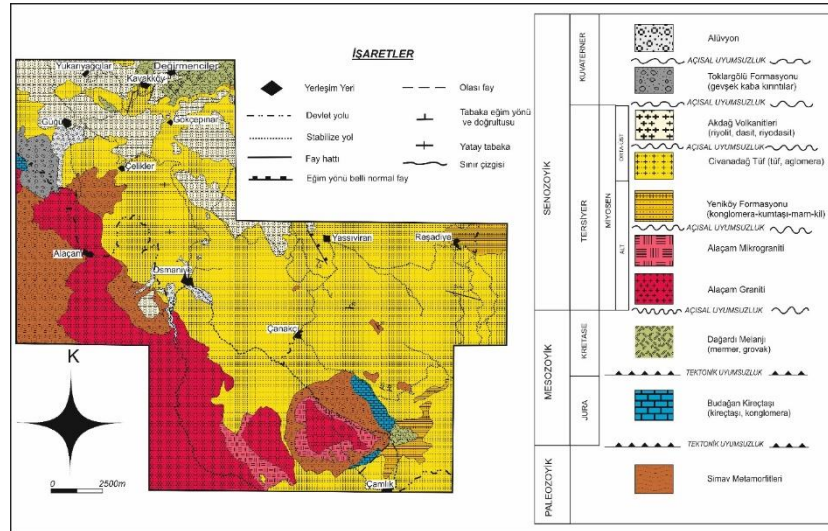 Yukarıyağcılar
Değirmenciler
Kavakköy
Güğü
Gökçepınar
Çelikler
Alaçam
Osmaniye
Yassıviran
Reşadiye
Çanakçı
Çamlık
K
0 2500m
İŞARETLER
Yerleşim Yeri
Devlet yolu
Stabilize yol
Fay hattı
Eğim yönü belli normal fay
Olası fay
Tabaka eğim yönü
ve doğrultusu
Yatay tabaka
Sınır çizgisi
SENOZOYİK
MESOZOYİK
PALEOZOYİK
KUVATERNER
TERSİYER
KRETASE
JURA
MİYOSEN
ORTA-ÜST
ALT
Alüvyon
AÇISAL UYUMSUZLUK
Toklargölü Formasyonu
(gevşek kaba kırıntılar)
AÇISAL UYUMSUZLUK
Akdağ Volkanitleri
(riyolit, dasit, riyodasit)
AÇISAL UYUMSUZLUK
Civanadağ Tüf (tüf, aglomera)
Yeniköy Formasyonu
(konglomera-kumtaşı-marn-kil)
AÇISAL UYUMSUZLUK
Alaçam Mikrograniti
Alaçam Graniti
AÇISAL UYUMSUZLUK
Dağardı Melanjı
(mermer, grovak)
TEKTONİK UYUMSUZLUK
Budağan Kireçtaşı
(kireçtaşı, konglomera)
TEKTONİK UYUMSUZLUK
Simav Metamorfitleri